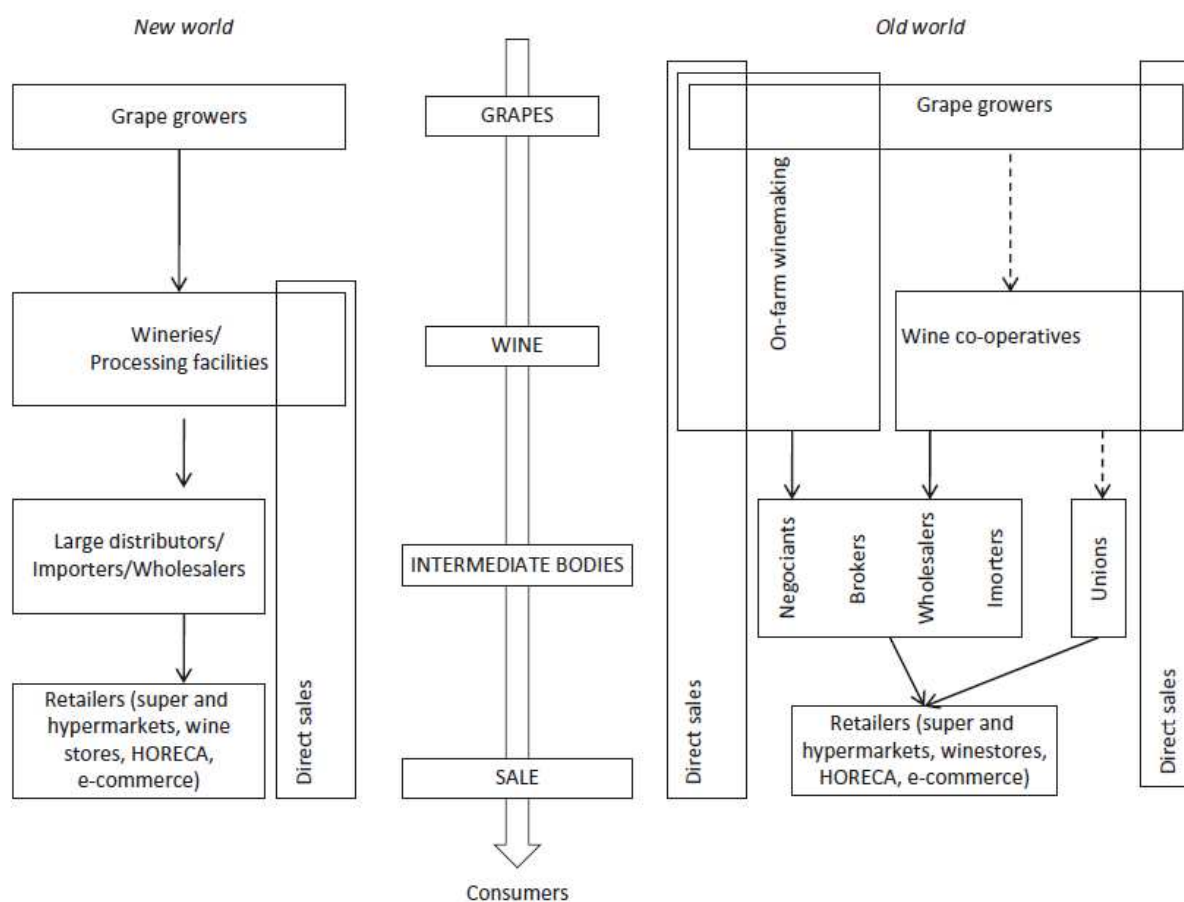 New world
Old world
Grape growers
GRAPES
Grape growers
On-farm winemaking
Wineries/
Processing facilities
WINE
Wine co-operatives
Large distributors/
Importers/Wholesalers
INTERMEDIATE BODIES
Negociants
Brokers
Wholesalers
Imorters
Unions
Retailers (super and
hypermarkets, wine
stores, HORECA,
e-commerce)
Direct sales
SALE
Direct sales
Retailers (super and
hypermarkets, winestores,
HORECA, e-commerce)
Direct sales
Consumers